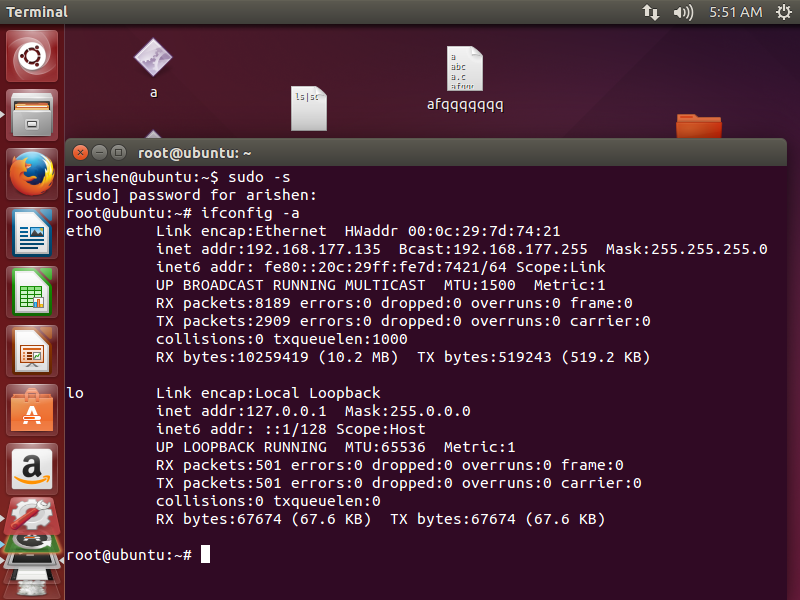 Terminal
5:51 AM
a
ls|st
a
abc
a.c
afqqqqqqq
root@ubuntu: ~
arishen@ubuntu:~$ sudo -s
[sudo] password for arishen:
root@ubuntu:~# ifconfig -a
eth0      Link encap:Ethernet  HWaddr 00:0c:29:7d:74:21
          inet addr:192.168.177.135  Bcast:192.168.177.255  Mask:255.255.255.0
          inet6 addr: fe80::20c:29ff:fe7d:7421/64 Scope:Link
          UP BROADCAST RUNNING MULTICAST  MTU:1500  Metric:1
          RX packets:8189 errors:0 dropped:0 overruns:0 frame:0
          TX packets:2909 errors:0 dropped:0 overruns:0 carrier:0
          collisions:0 txqueuelen:1000
          RX bytes:10259419 (10.2 MB)  TX bytes:519243 (519.2 KB)
lo        Link encap:Local Loopback
          inet addr:127.0.0.1  Mask:255.0.0.0
          inet6 addr: ::1/128 Scope:Host
          UP LOOPBACK RUNNING  MTU:65536  Metric:1
          RX packets:501 errors:0 dropped:0 overruns:0 frame:0
          TX packets:501 errors:0 dropped:0 overruns:0 carrier:0
          collisions:0 txqueuelen:0
          RX bytes:67674 (67.6 KB)  TX bytes:67674 (67.6 KB)
root@ubuntu:~#